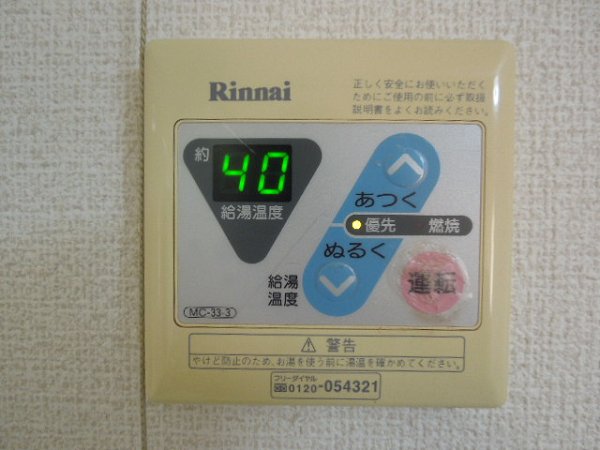 Rinnai
正しく安全にお使いいただく
ためにご使用の前に必ず取扱
説明書をよくお読みください。
約 40
給湯温度
あつく
優先 燃焼
ぬるく
給湯
温度
運転
MC-33-3
警告
やけど防止のため、お湯を使う前に湯温を確かめてください。
フリーダイヤル
0120-054321